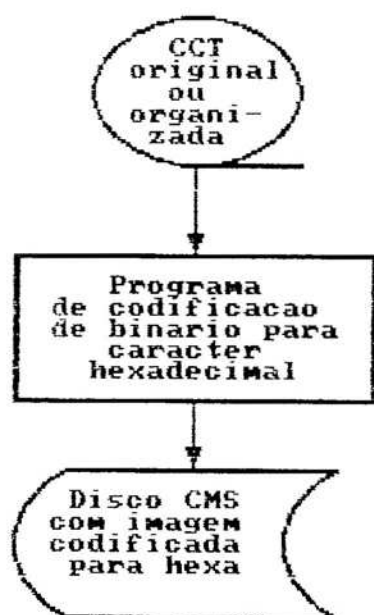 CCT
original
ou
organi-
zada
Programa
de codificacao
de binario para
caracter
hexadecimal
Disco CMS
com imagem
codificada
para hexa